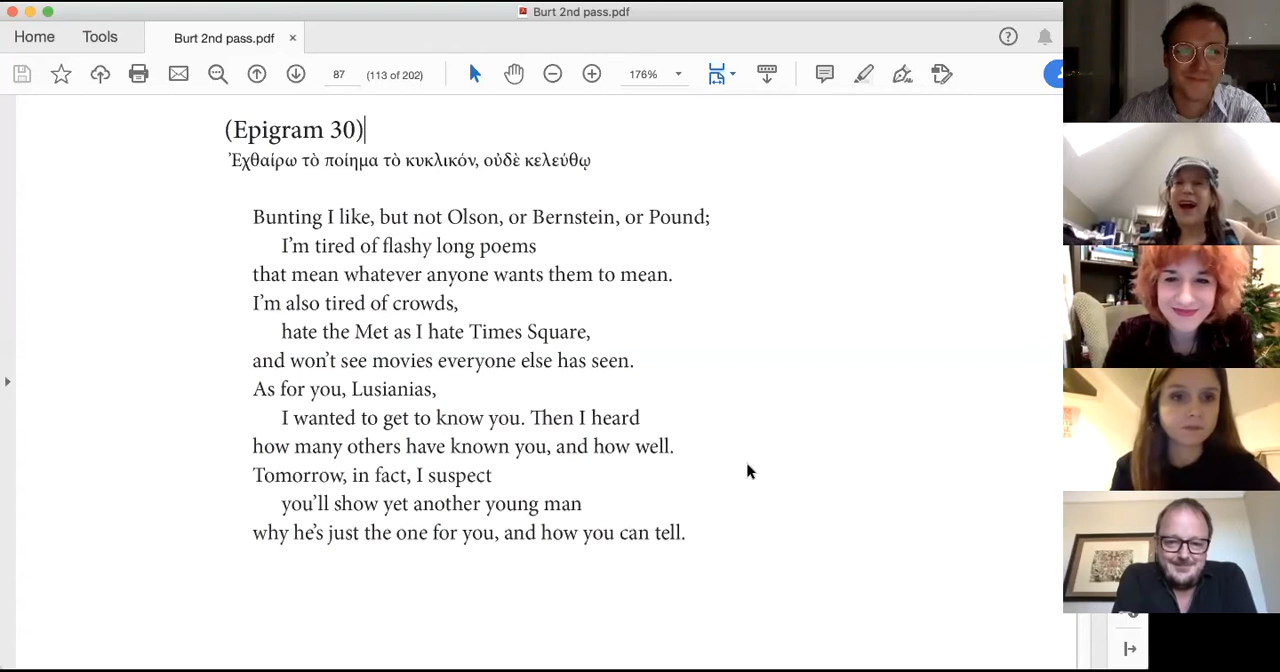 Burt 2nd pass.pdf
Home
Tools
Burt 2nd pass.pdf
87
(113 of 202)
176%
(Epigram 30)
Ἐχθαίρω τὸ ποίημα τὸ κυκλικόν, οὐδὲ κελεύθῳ
Bunting I like, but not Olson, or Bernstein, or Pound;
I’m tired of flashy long poems
that mean whatever anyone wants them to mean.
I’m also tired of crowds,
hate the Met as I hate Times Square,
and won’t see movies everyone else has seen.
As for you, Lusianias,
I wanted to get to know you. Then I heard
how many others have known you, and how well.
Tomorrow, in fact, I suspect
you’ll show yet another young man
why he’s just the one for you, and how you can tell.